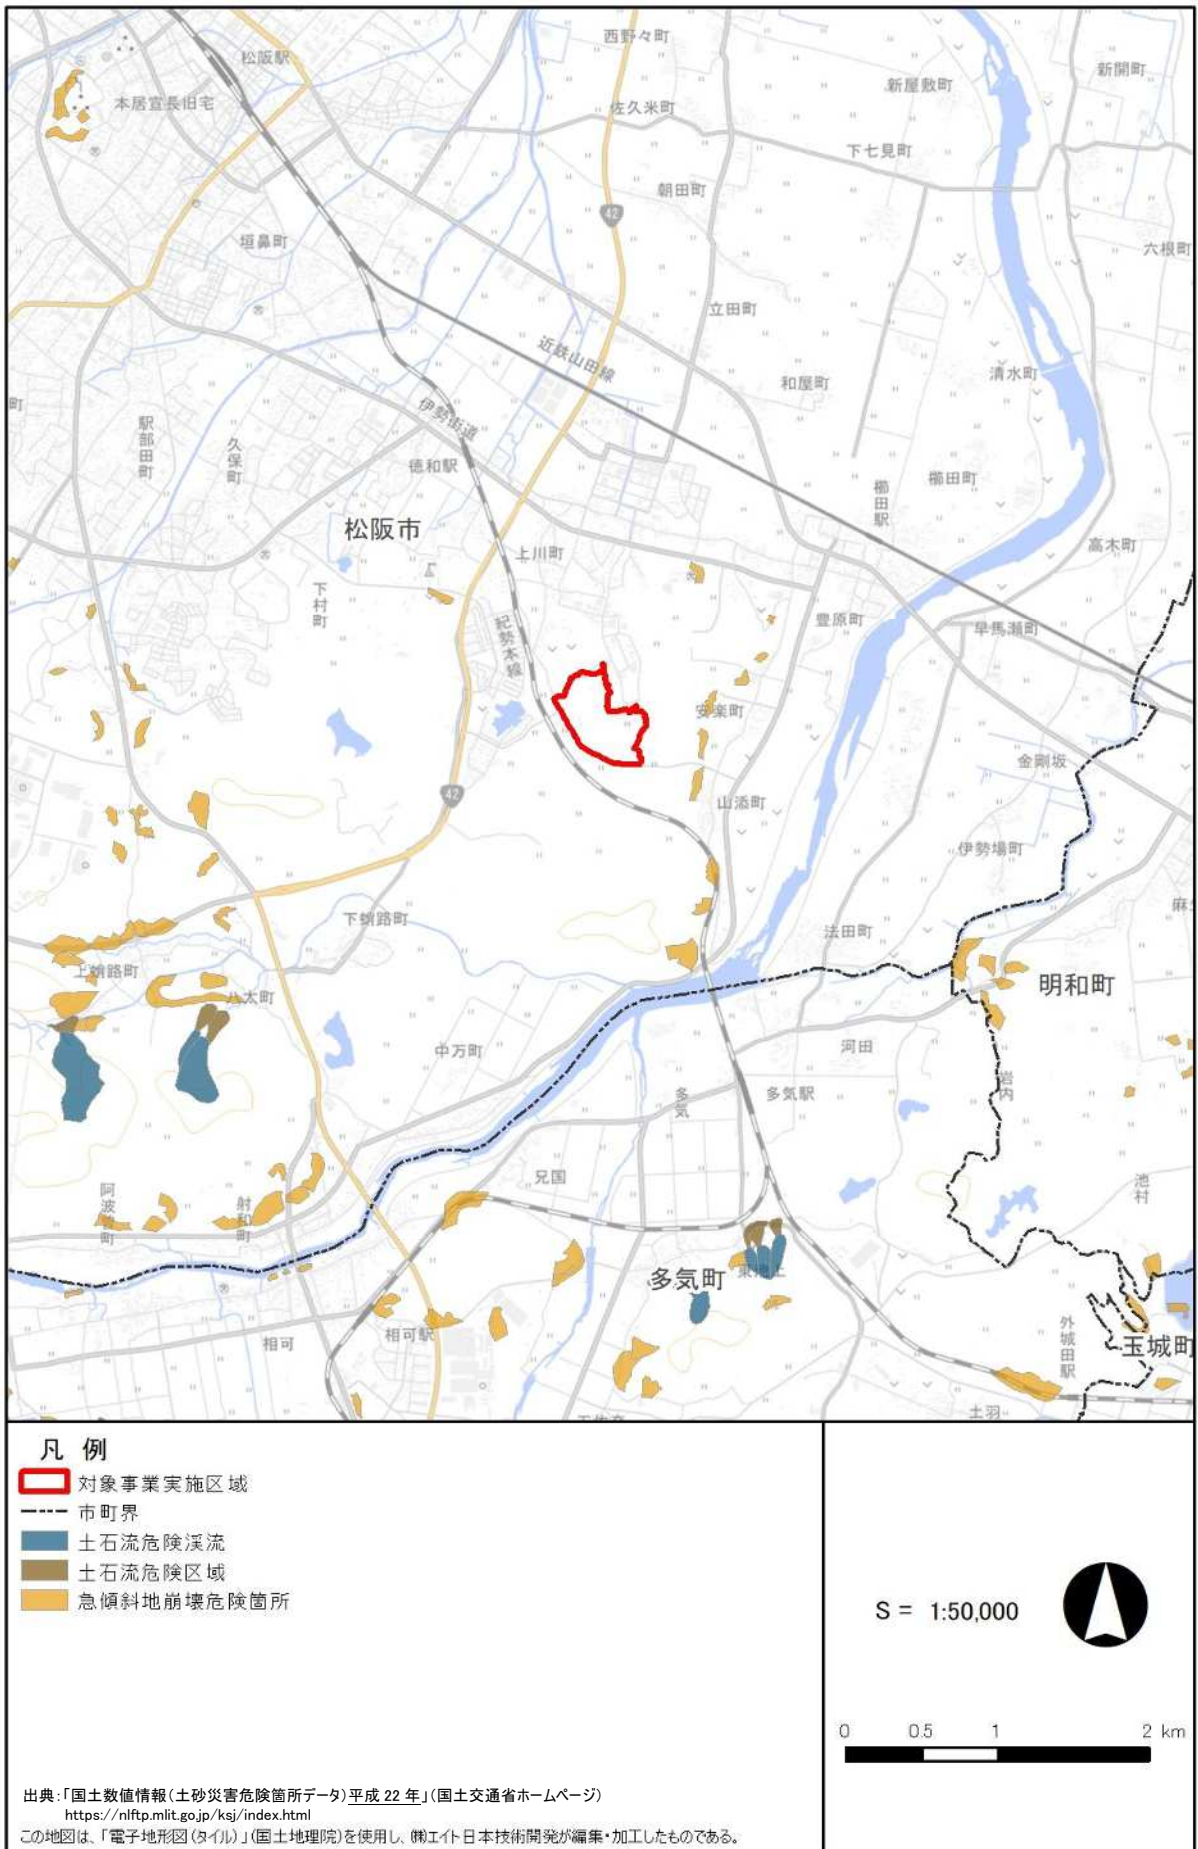 西野々町
松阪駅
新開町
新屋敷町
本居宣長旧宅
佐久米町
下七見町
朝田町
42
垣鼻町
六根町
立田町
近鉄山田線
清水町
和屋町
町
伊勢街道
駅部田町
久保町
徳和駅
櫛田町
櫛田駅
松阪市
上川町
高木町
下村町
豊原町
早馬瀬町
紀勢本線
安楽町
金剛坂
42
山添町
伊勢場町
下蛸路町
麻生
法田町
上蛸路町
八太町
明和町
中万町
河田
岩内
多気
多気駅
兄国
池村
阿波曽町
射和町
多気町
東池上
相可
相可駅
外城田駅
玉城町
土羽
凡 例
対象事業実施区域
市町界
土石流危険渓流
土石流危険区域
急傾斜地崩壊危険箇所
S = 1:50,000
0 0.5 1 2 km
出典:「国土数値情報(土砂災害危険箇所データ)平成 22 年」(国土交通省ホームページ)
https://nlftp.mlit.go.jp/ksj/index.html
この地図は、「電子地形図(タイル)」(国土地理院)を使用し、㈱エイト日本技術開発が編集・加工したものである。